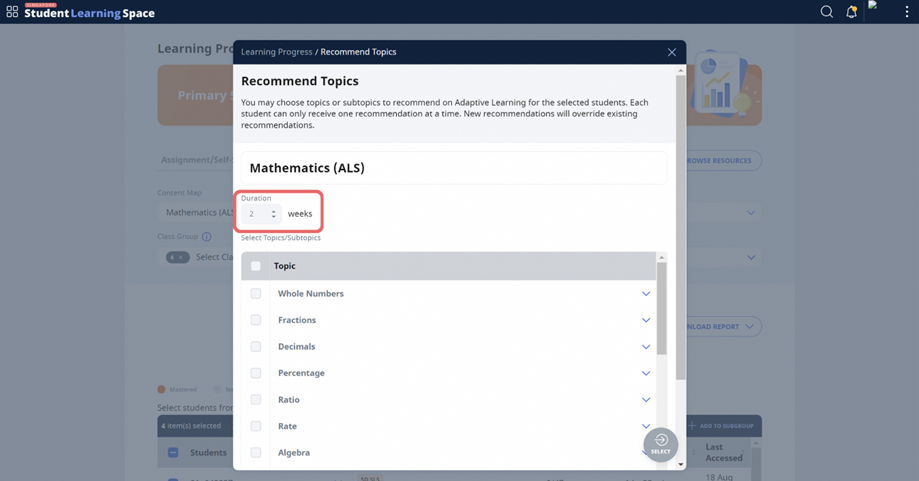 SINGAPORE
Student Learning Space
Learning Pro
Learning Progress / Recommend Topics
Recommend Topics
You may choose topics or subtopics to recommend on Adaptive Learning for the selected students. Each
student can only receive one recommendation at a time. New recommendations will override existing
recommendations.
Primary S
Mathematics (ALS)
Assignment/Self-
ROWSE RESOURCES
Content Map
Mathematics (ALS
Duration
2 weeks
Class Group
Select Topics/Subtopics
4 × Select Cla
Topic
Whole Numbers
Fractions
NLOAD REPORT
Decimals
Percentage
Mastered
No
Ratio
Select students from
4 item(s) selected
Rate
ADD TO SUBGROUP
SELECT
Students
Algebra
Last
Accessed
18 Aug